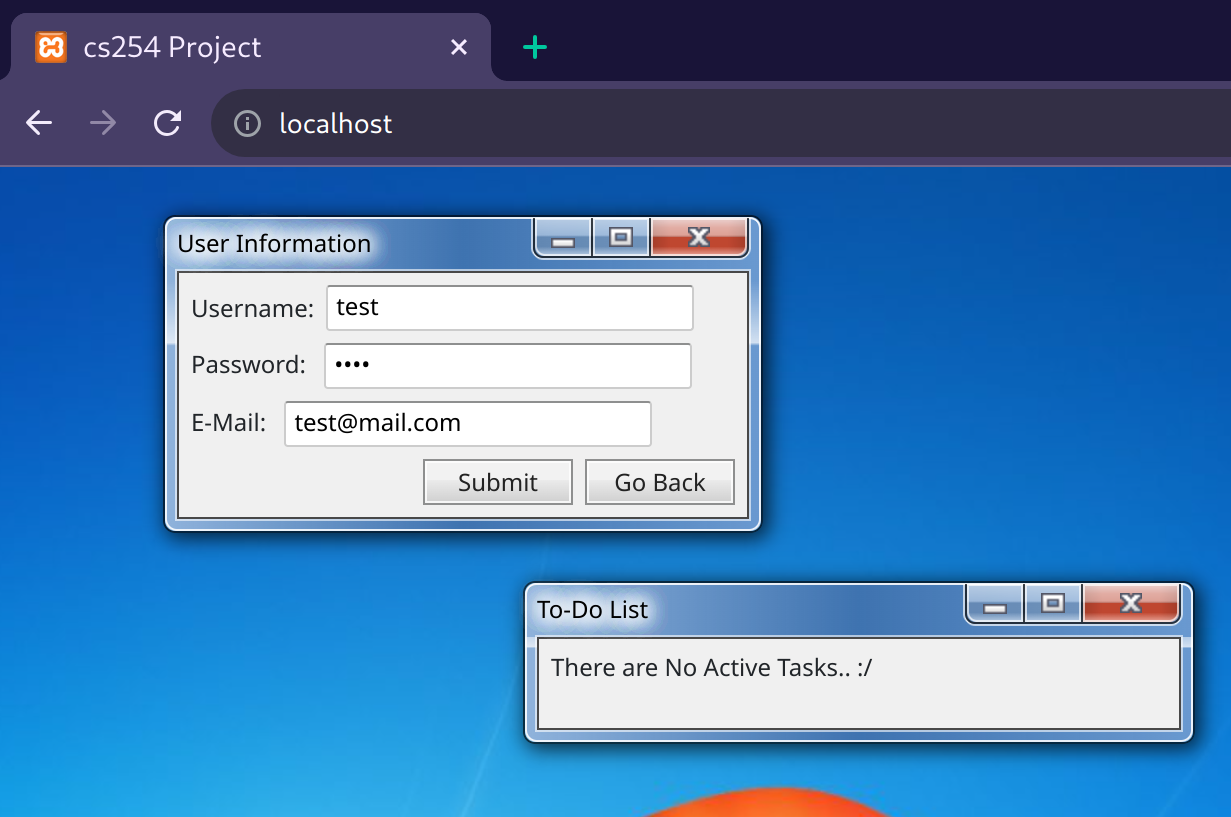 cs254 Project
localhost
User Information
Username: test
Password: ••••
E-Mail: test@mail.com
Submit Go Back
To-Do List
There are No Active Tasks.. :/